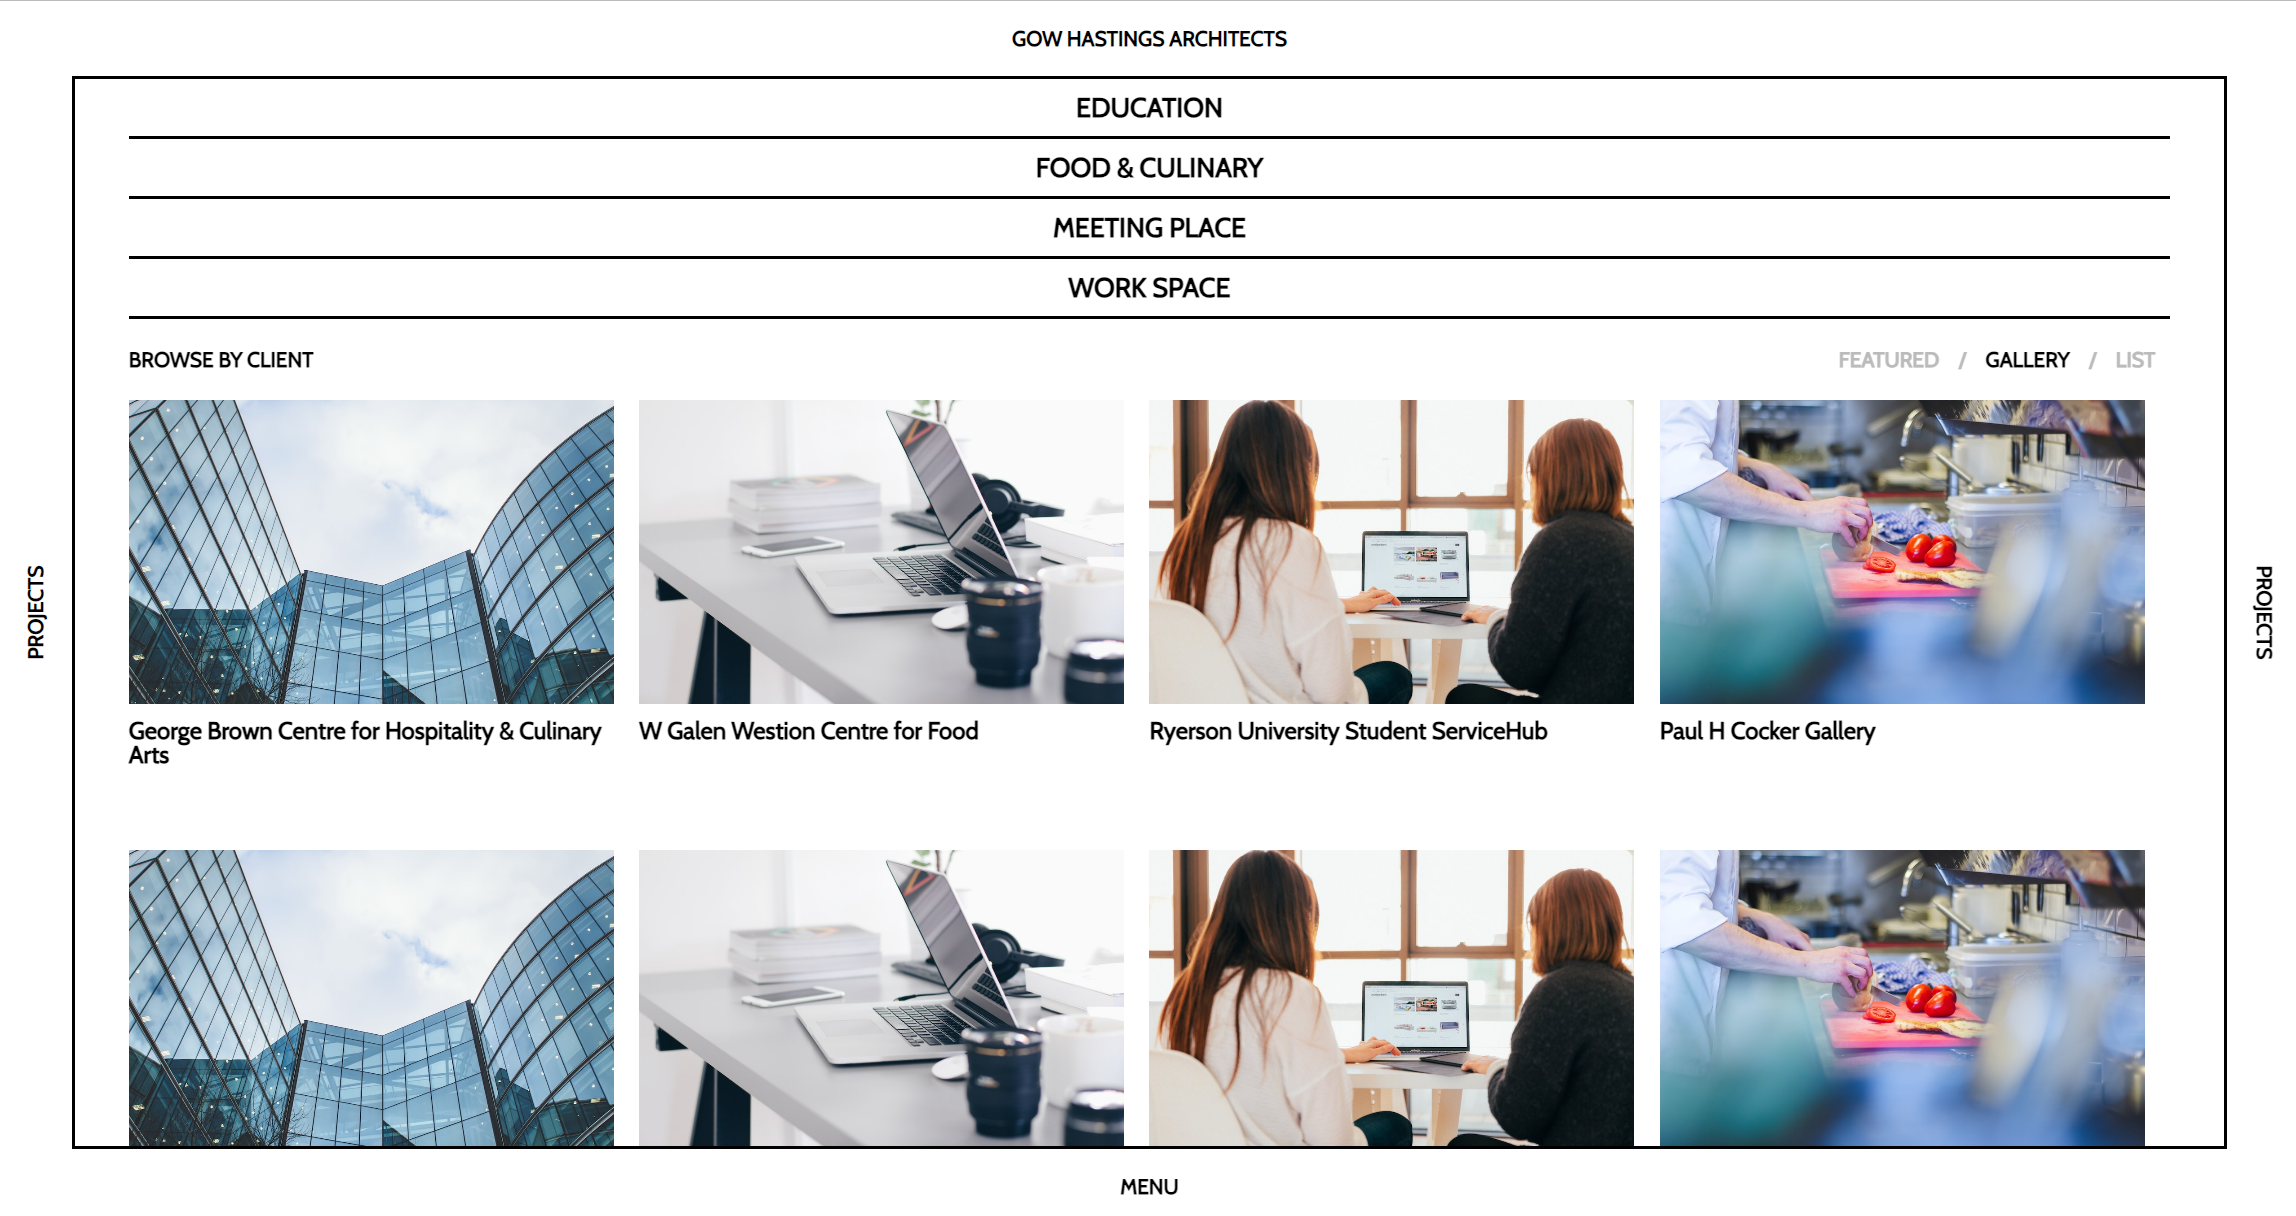 GOW HASTINGS ARCHITECTS
EDUCATION
FOOD & CULINARY
MEETING PLACE
WORK SPACE
BROWSE BY CLIENT
FEATURED / GALLERY / LIST
PROJECTS
PROJECTS
George Brown Centre for Hospitality & Culinary
Arts
W Galen Westion Centre for Food
Ryerson University Student ServiceHub
Paul H Cocker Gallery
MENU